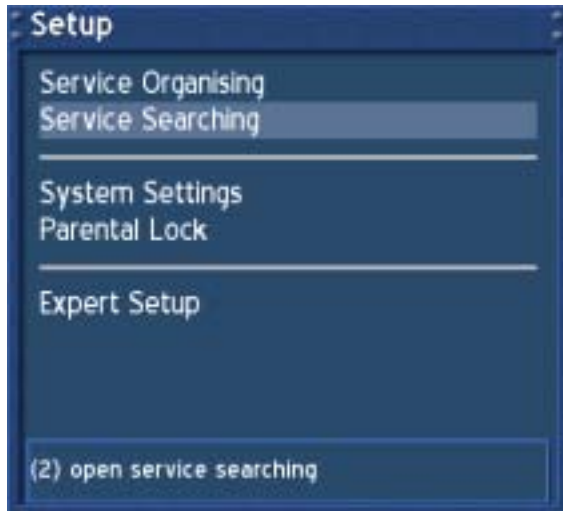 Setup
Service Organising
Service Searching
System Settings
Parental Lock
Expert Setup
(2) open service searching